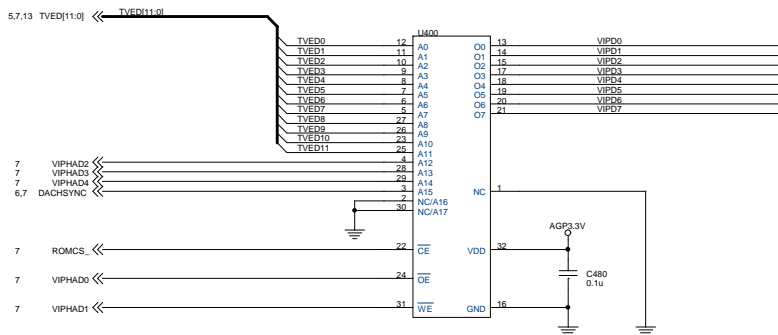 5,7,13 TVED[11:0] TVED[11:0]
U400
TVED0 12 A0 O0 13 VIPD0
TVED1 11 A1 O1 14 VIPD1
TVED2 10 A2 O2 15 VIPD2
TVED3 9 A3 O3 17 VIPD3
TVED4 8 A4 O4 18 VIPD4
TVED5 7 A5 O5 19 VIPD5
TVED6 6 A6 O6 20 VIPD6
TVED7 5 A7 O7 21 VIPD7
TVED8 27 A8
TVED9 26 A9
TVED10 23 A10
TVED11 25 A11
7 VIPHAD2 4 A12
7 VIPHAD3 28 A13
7 VIPHAD4 29 A14
6,7 DACHSYNC 3 A15 NC 1
2 NC/A16
30 NC/A17
AGP3.3V
7 ROMCS_ 22 CE VDD 32
C480
0.1u
7 VIPHAD0 24 OE
7 VIPHAD1 31 WE GND 16